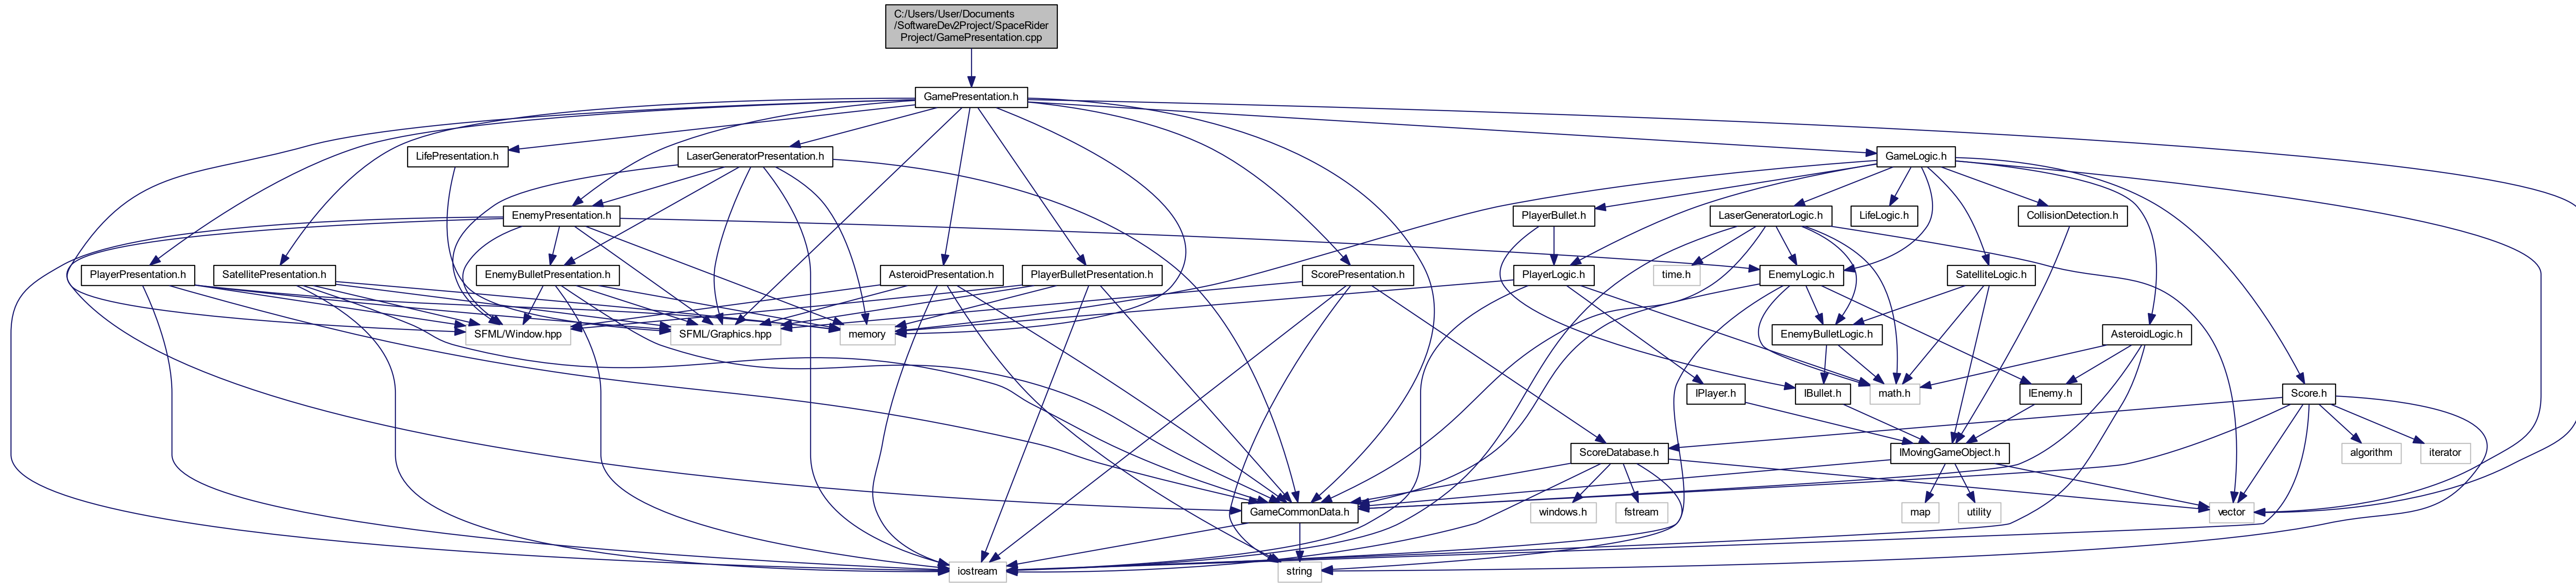 C:/Users/User/Documents
/SoftwareDev2Project/SpaceRider
Project/GamePresentation.cpp
GamePresentation.h
LifePresentation.h
LaserGeneratorPresentation.h
GameLogic.h
EnemyPresentation.h
PlayerBullet.h
LaserGeneratorLogic.h
LifeLogic.h
CollisionDetection.h
PlayerPresentation.h
SatellitePresentation.h
EnemyBulletPresentation.h
AsteroidPresentation.h
PlayerBulletPresentation.h
ScorePresentation.h
PlayerLogic.h
time.h
EnemyLogic.h
SatelliteLogic.h
SFML/Window.hpp
SFML/Graphics.hpp
memory
EnemyBulletLogic.h
AsteroidLogic.h
IPlayer.h
IBullet.h
math.h
IEnemy.h
Score.h
ScoreDatabase.h
IMovingGameObject.h
algorithm
iterator
GameCommonData.h
windows.h
fstream
map
utility
vector
iostream
string